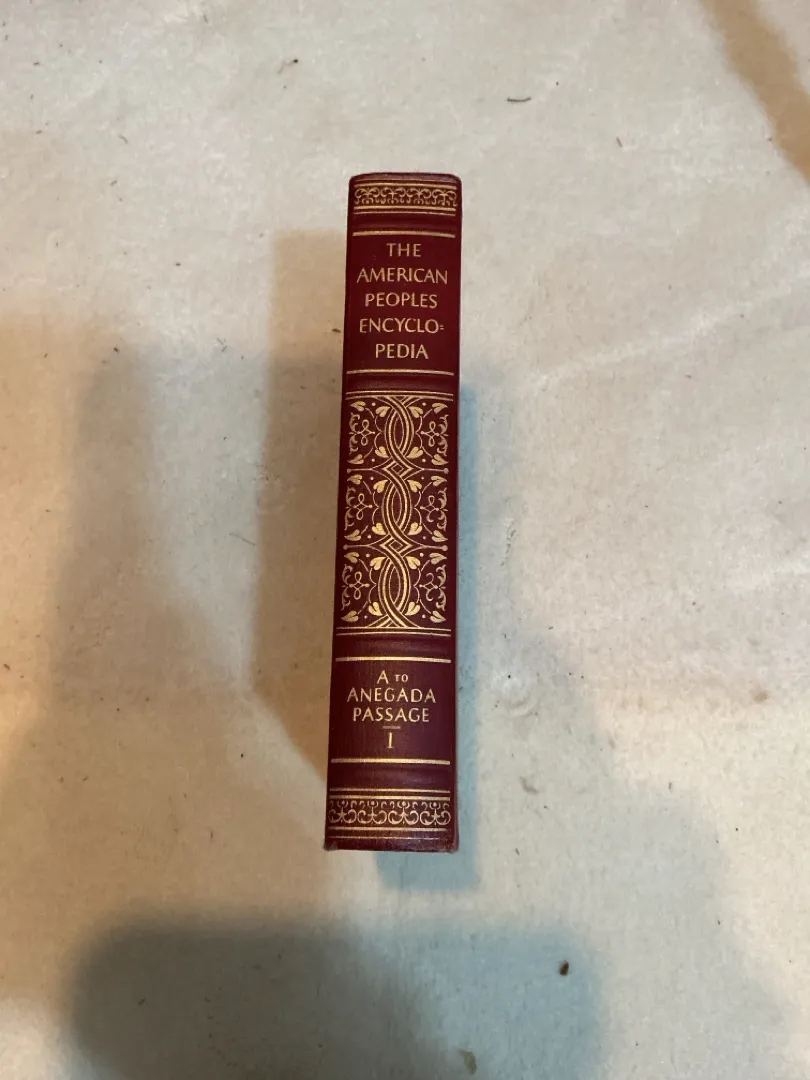 THE
AMERICAN
PEOPLES
ENCYCLO=
PEDIA
A TO
ANEGADA
PASSAGE
I